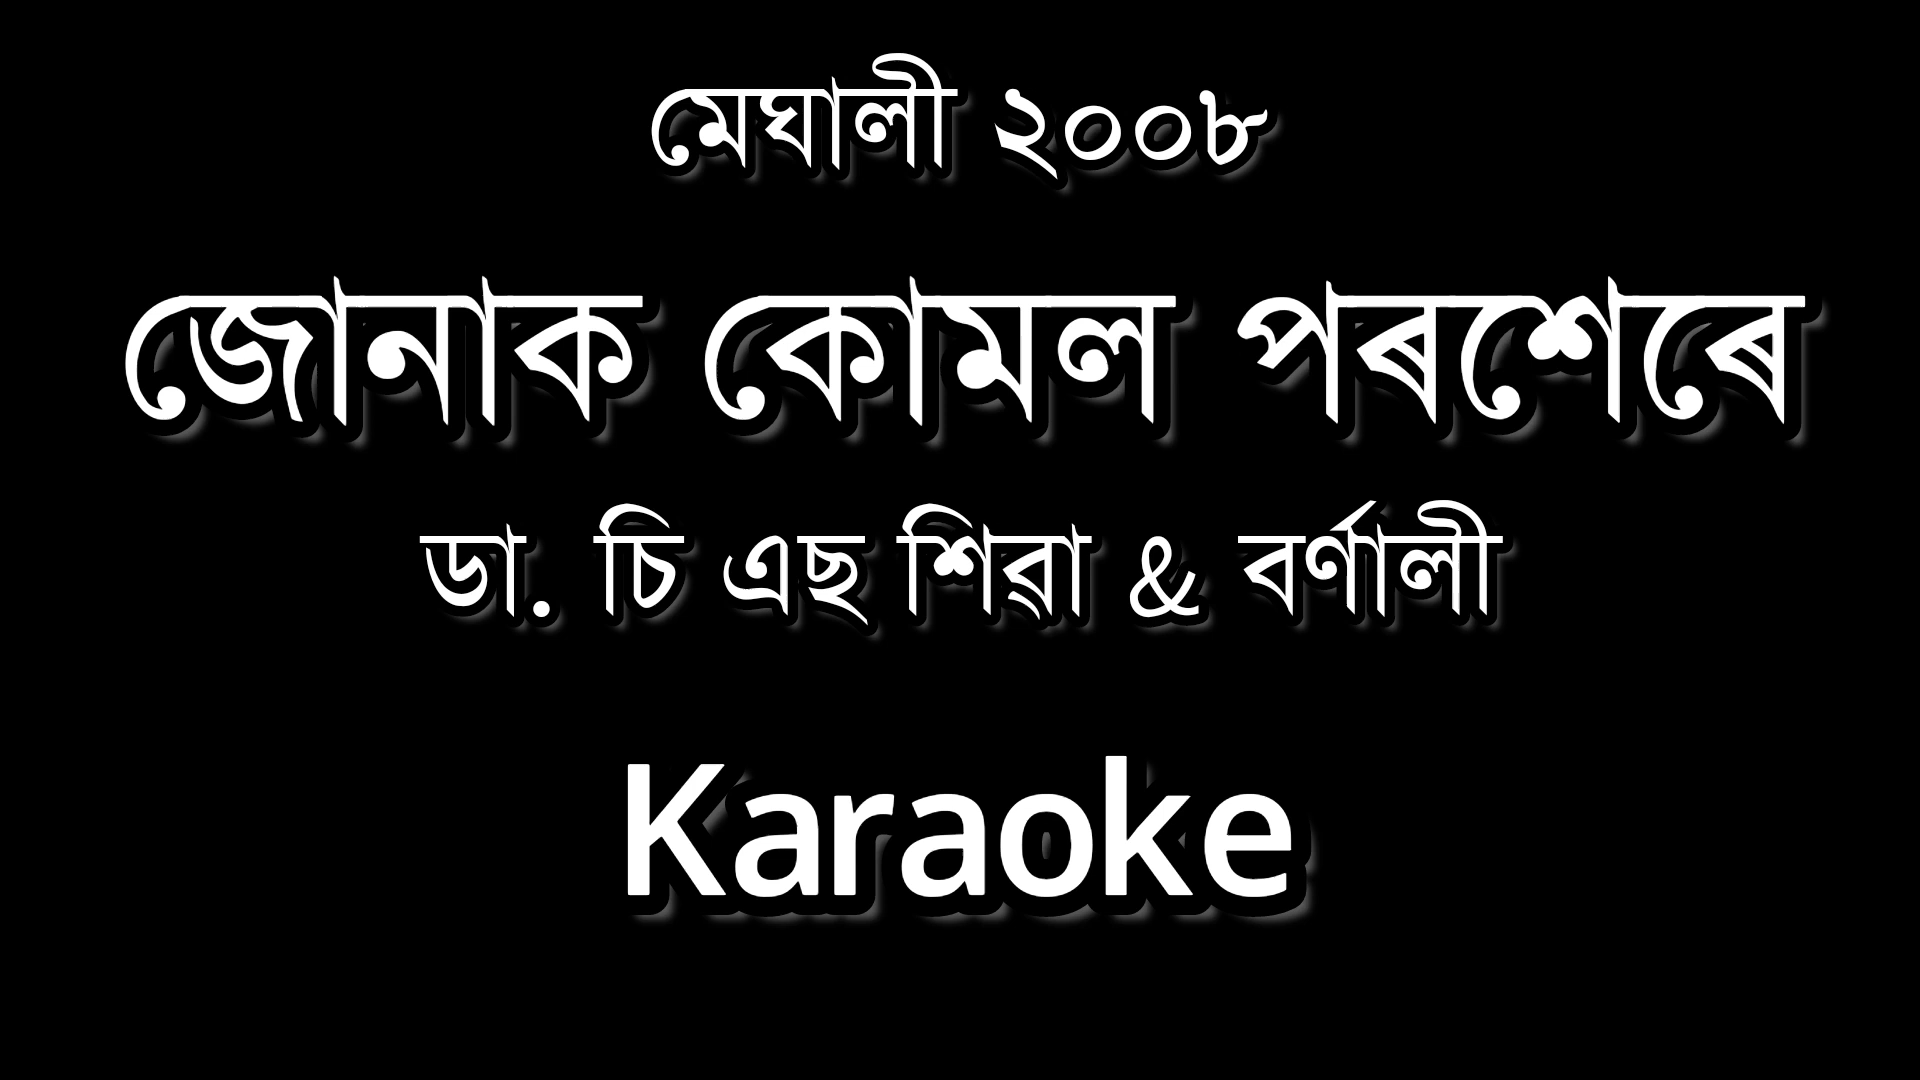 মেঘালী ২০০৮
জোনাক কোমল পৰশেৰে
ডা. চি এছ শিৱা & বৰ্ণালী
Karaoke